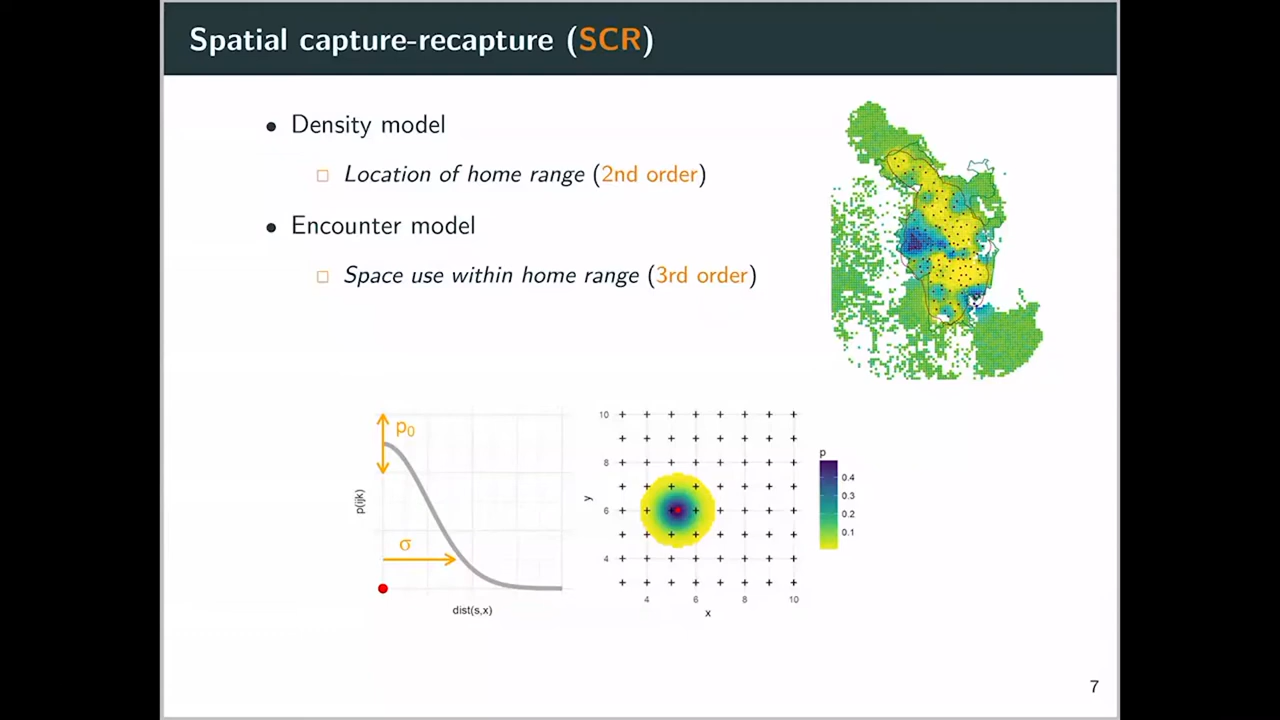 Spatial capture-recapture (SCR)
• Density model
□ Location of home range (2nd order)
• Encounter model
□ Space use within home range (3rd order)
p0
σ
p(ijk)
dist(s,x)
10
8
6
4
y
4 6 8 10
x
p
0.4
0.3
0.2
0.1
7